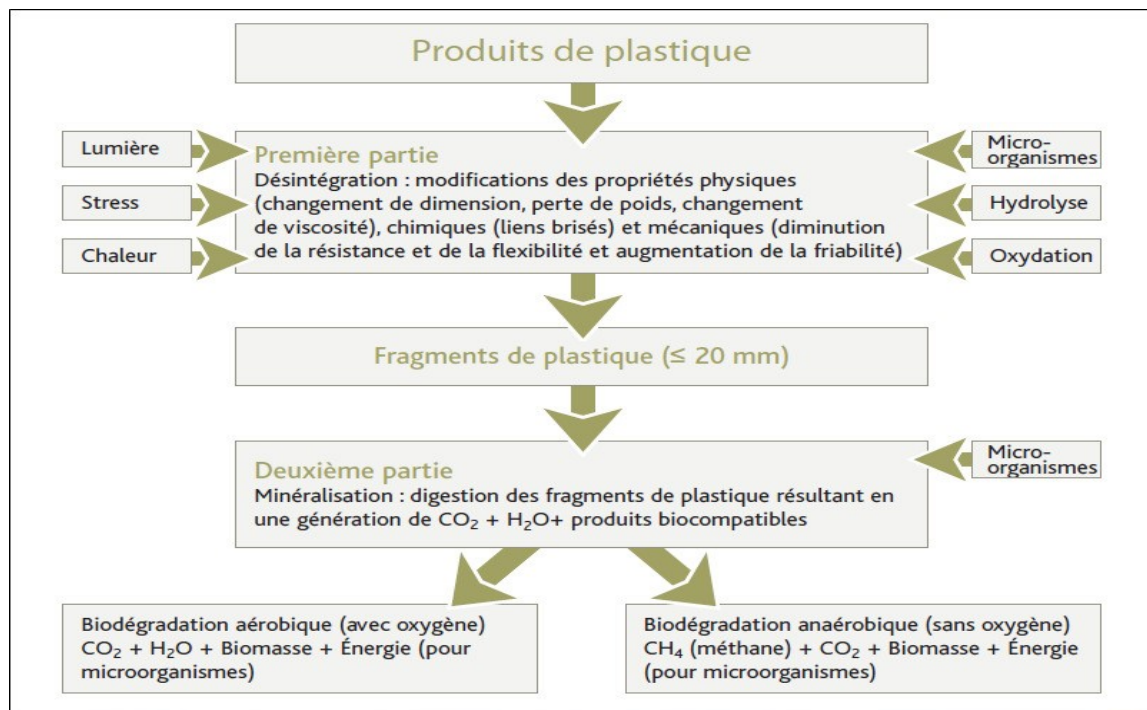 Produits de plastique
Lumière
Stress
Chaleur
Première partie
Désintégration : modifications des propriétés physiques
(changement de dimension, perte de poids, changement
de viscosité), chimiques (liens brisés) et mécaniques (diminution
de la résistance et de la flexibilité et augmentation de la friabilité)
Micro-
organismes
Hydrolyse
Oxydation
Fragments de plastique (≤ 20 mm)
Deuxième partie
Minéralisation : digestion des fragments de plastique résultant en
une génération de CO₂ + H₂O+ produits biocompatibles
Micro-
organismes
Biodégradation aérobique (avec oxygène)
CO₂ + H₂O + Biomasse + Énergie (pour
microorganismes)
Biodégradation anaérobique (sans oxygène)
CH₄ (méthane) + CO₂ + Biomasse + Énergie
(pour microorganismes)